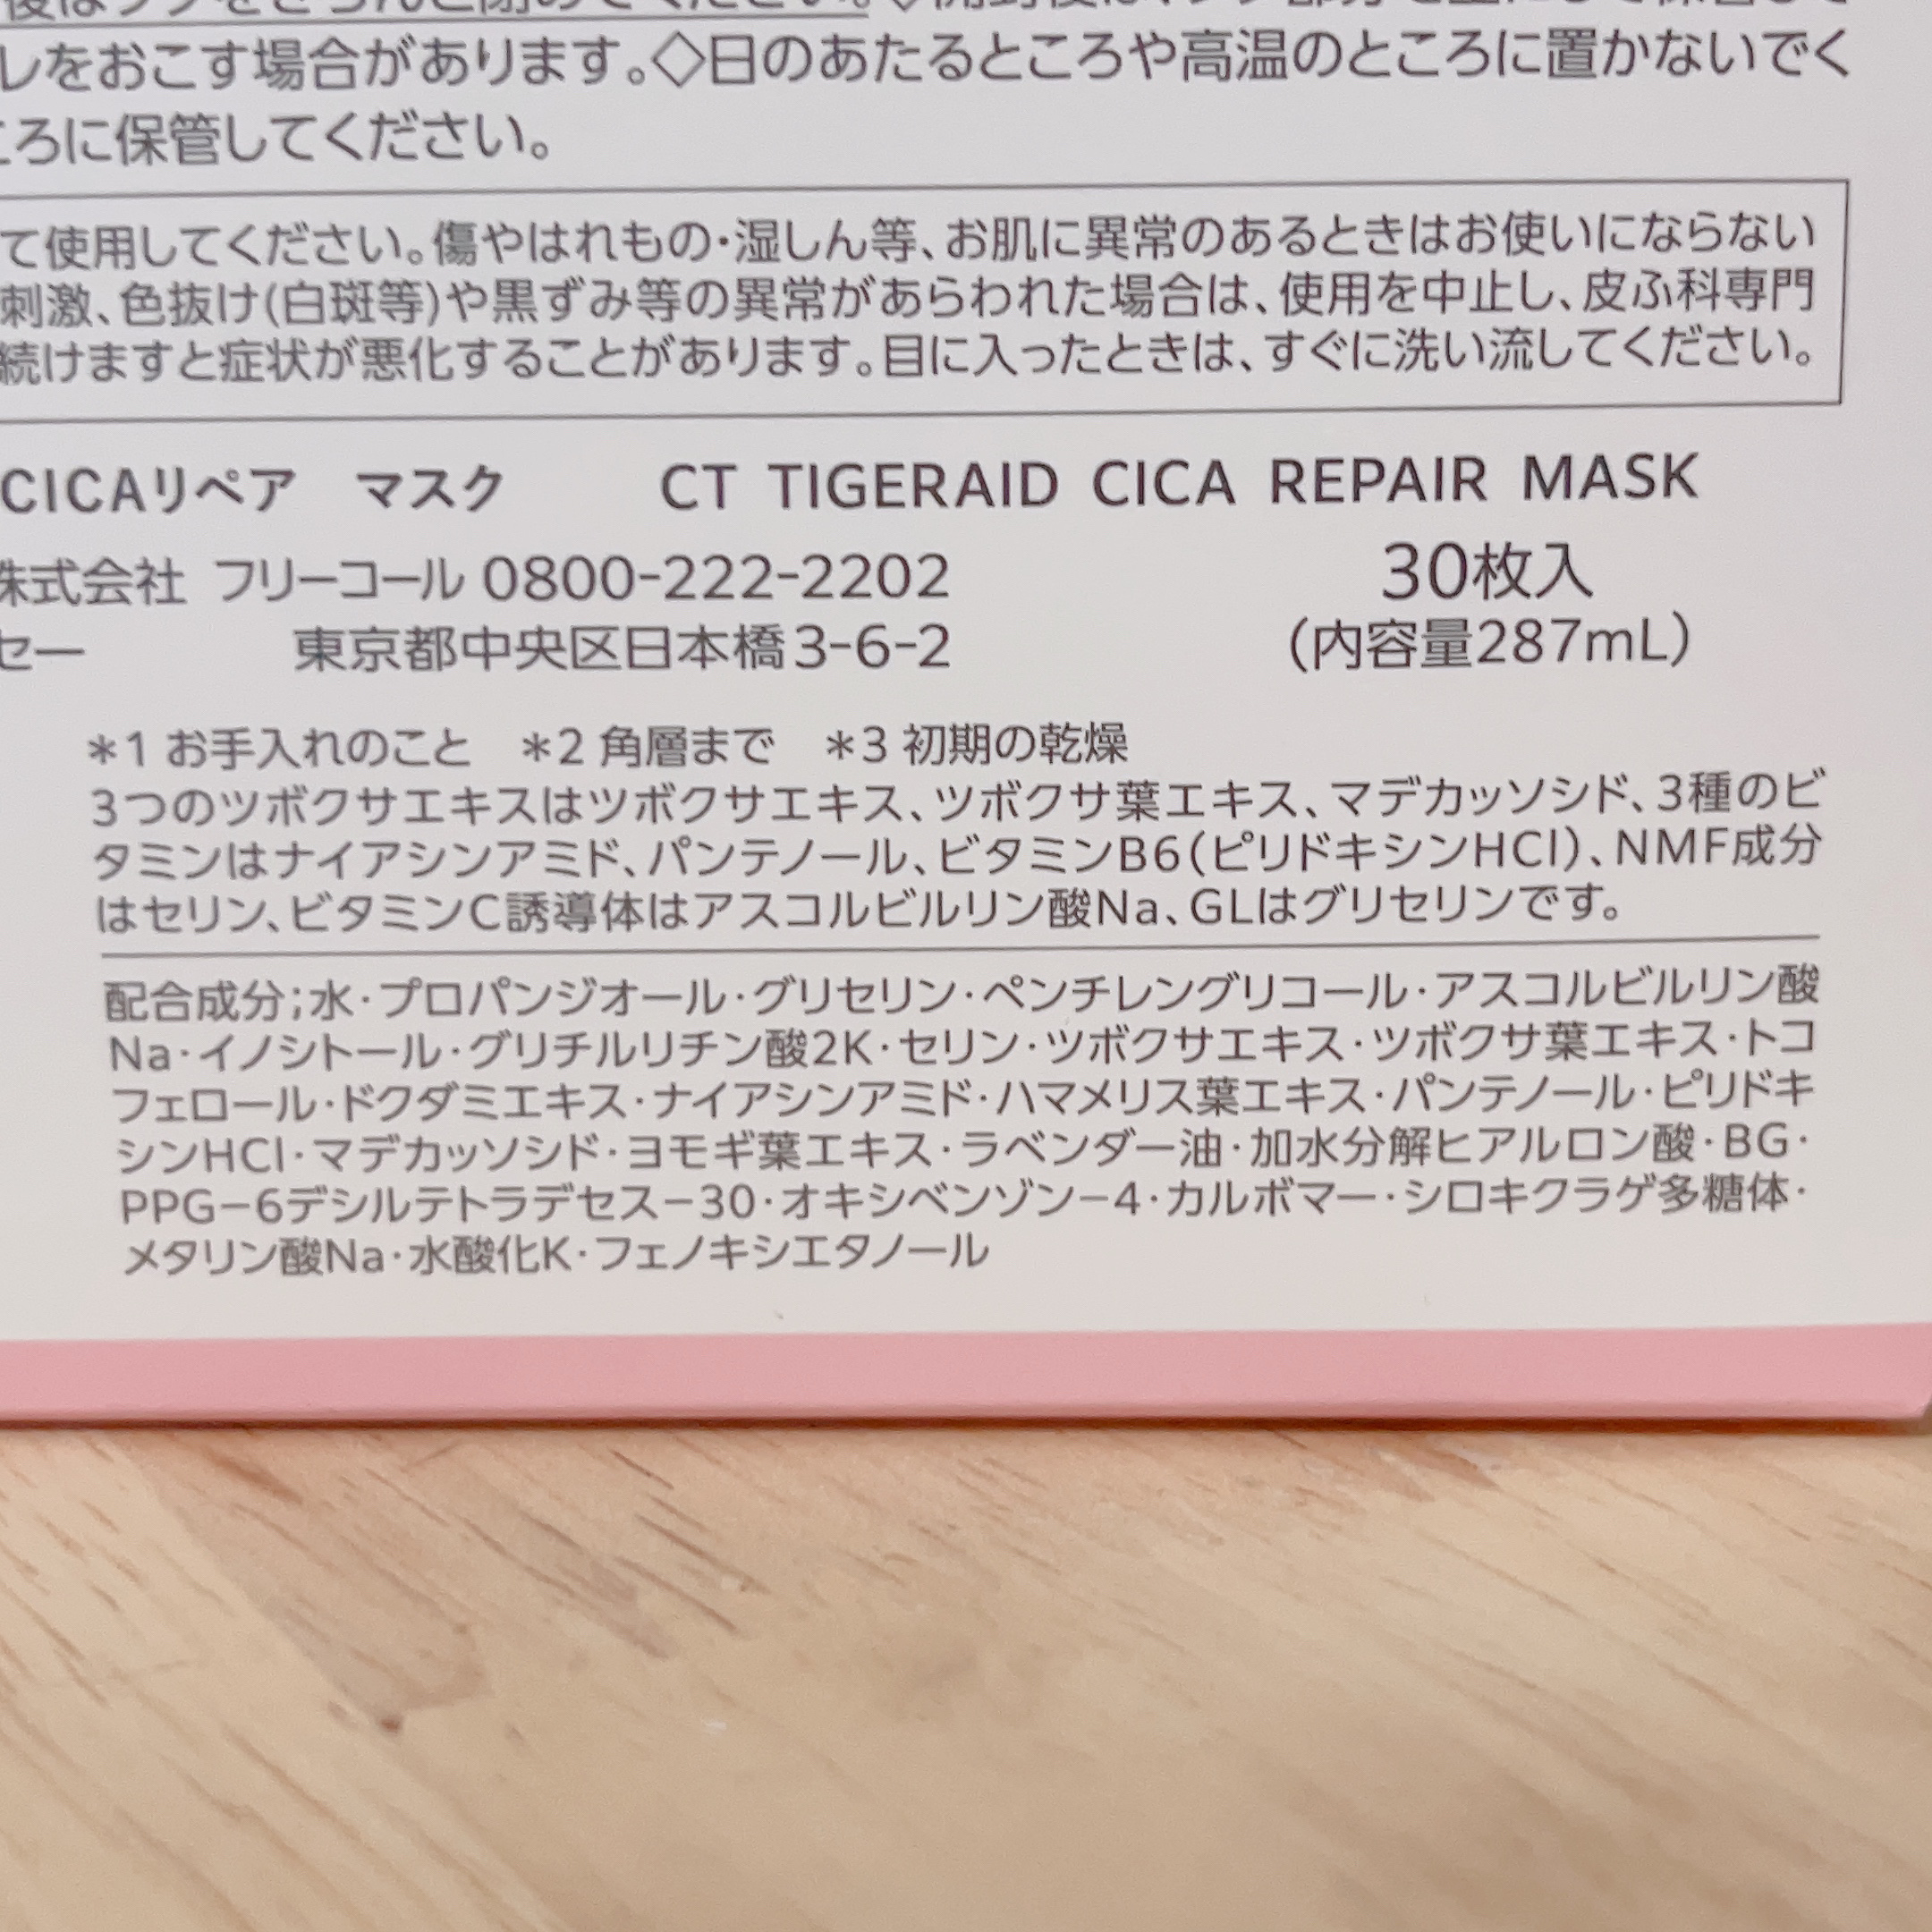 レをおこす場合があります。◇日のあたるところや高温のところに置かないでく
ころに保管してください。
て使用してください。傷やはれもの・湿しん等、お肌に異常のあるときはお使いにならない
刺激、色抜け(白斑等)や黒ずみ等の異常があらわれた場合は、使用を中止し、皮ふ科専門
続けますと症状が悪化することがあります。目に入ったときは、すぐに洗い流してください。
CICAリペア マスク CT TIGERAID CICA REPAIR MASK
株式会社 フリーコール 0800-222-2202 30枚入
セー 東京都中央区日本橋3-6-2 (内容量287mL)
*1 お手入れのこと *2 角層まで *3 初期の乾燥
3つのツボクサエキスはツボクサエキス、ツボクサ葉エキス、マデカッソシド、3種のビ
タミンはナイアシンアミド、パンテノール、ビタミンB6(ピリドキシンHCl)、NMF成分
はセリン、ビタミンC誘導体はアスコルビルリン酸Na、GLはグリセリンです。
配合成分;水・プロパンジオール・グリセリン・ペンチレングリコール・アスコルビルリン酸
Na・イノシトール・グリチルリチン酸2K・セリン・ツボクサエキス・ツボクサ葉エキス・トコ
フェロール・ドクダミエキス・ナイアシンアミド・ハマメリス葉エキス・パンテノール・ピリドキ
シンHCl・マデカッソシド・ヨモギ葉エキス・ラベンダー油・加水分解ヒアルロン酸・BG・
PPG−6デシルテトラデセス−30・オキシベンゾン−4・カルボマー・シロキクラゲ多糖体・
メタリン酸Na・水酸化K・フェノキシエタノール